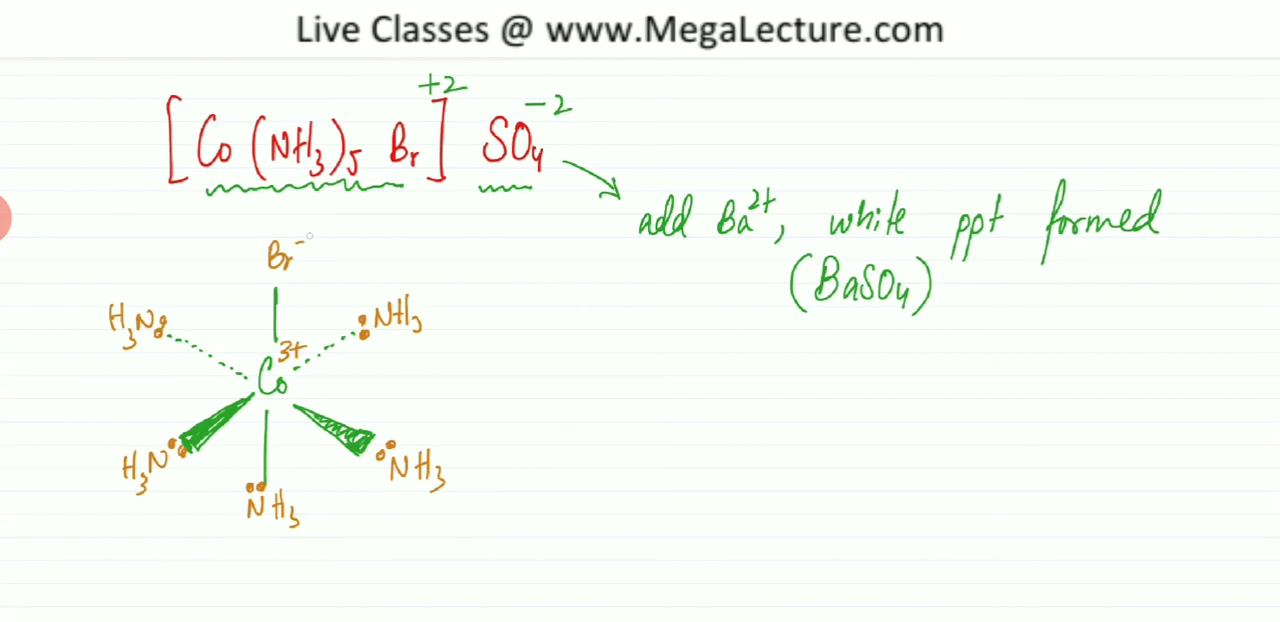 Live Classes @ www.MegaLecture.com
[Co(NH₃)₅ Br]⁺² SO₄⁻²
add Ba²⁺, white ppt formed
(BaSO₄)
Br⁻
H₃N
NH₃
Co³⁺
H₃N
NH₃
NH₃